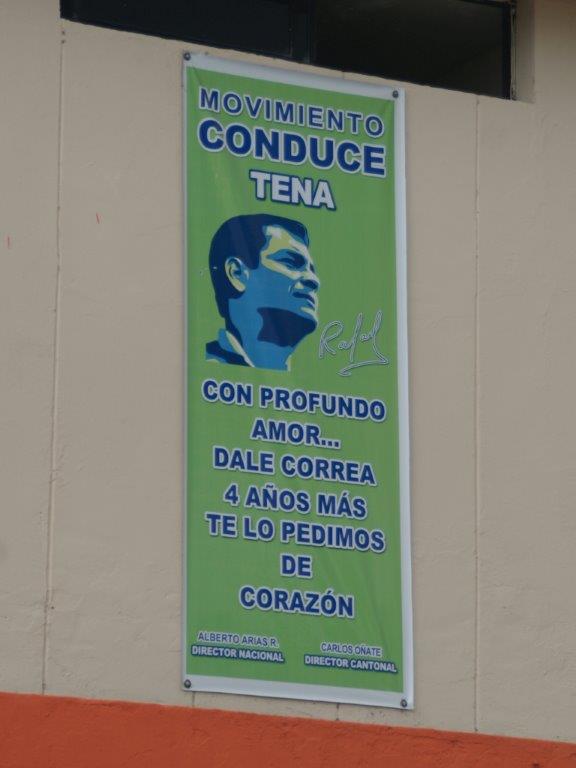 MOVIMIENTO
CONDUCE
TENA
Rafael
CON PROFUNDO
AMOR...
DALE CORREA
4 AÑOS MÁS
TE LO PEDIMOS
DE
CORAZÓN
ALBERTO ARIAS R.
DIRECTOR NACIONAL
CARLOS OÑATE
DIRECTOR CANTONAL